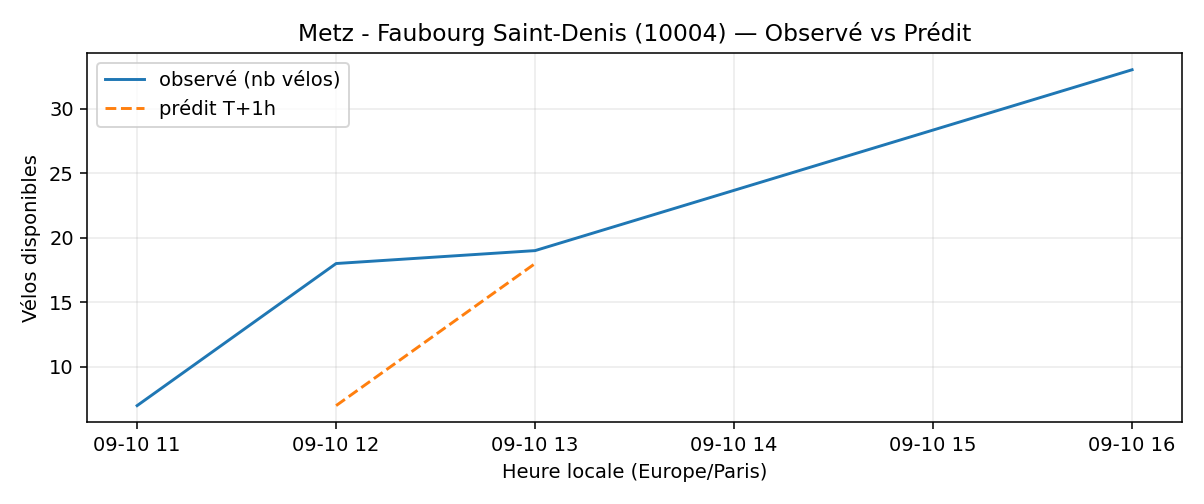 Metz - Faubourg Saint-Denis (10004) — Observé vs Prédit
observé (nb vélos)
prédit T+1h
Vélos disponibles
30
25
20
15
10
09-10 11 09-10 12 09-10 13 09-10 14 09-10 15 09-10 16
Heure locale (Europe/Paris)